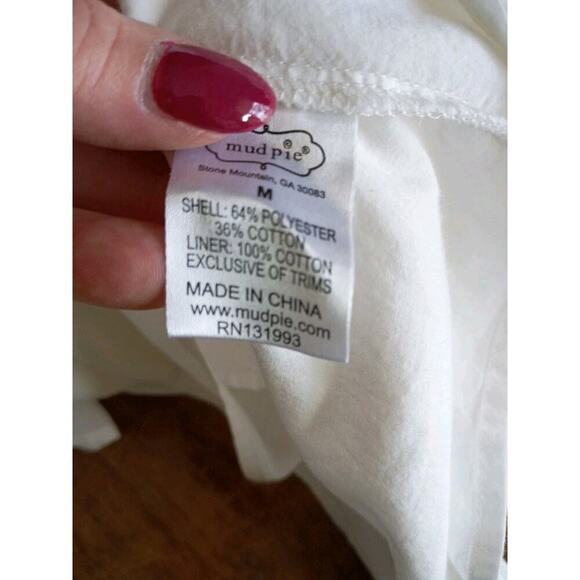 mud pie®
Stone Mountain, GA 30083
M
SHELL: 64% POLYESTER
36% COTTON
LINER: 100% COTTON
EXCLUSIVE OF TRIMS
MADE IN CHINA
www.mudpie.com
RN131993